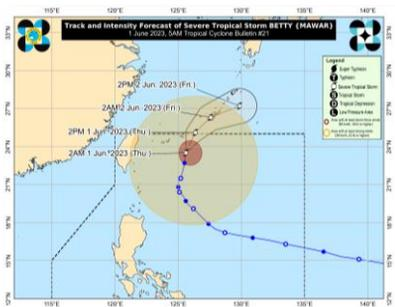 Track and Intensity Forecast of Severe Tropical Storm BETTY {MAWAR}
1 June 2023, 5AM Tropical Cyclone Bulletin #21
Legend
Super Typhoon
Typhoon
Severe Tropical Storm
Tropical Storm
Tropical Depression
Low Pressure Area
2PM 2 Jun. 2023 (Fri.)
2AM 2 Jun. 2023 (Fri.)
2PM 1 Jun. 2023 (Thu.)
2AM 1 Jun. 2023 (Thu.)
33°N
30°N
27°N
24°N
21°N
18°N
15°N
12°N
115°E
120°E
125°E
130°E
135°E
140°E